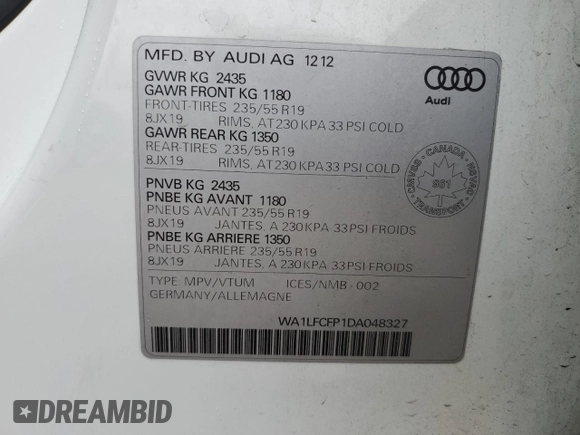 MFD. BY AUDI AG 12 12
GVWR KG 2435
GAWR FRONT KG 1180
FRONT-TIRES 235/55 R19
8JX19 RIMS, AT 230 KPA 33 PSI COLD
GAWR REAR KG 1350
REAR-TIRES 235/55 R19
8JX19 RIMS, AT 230 KPA 33 PSI COLD
Audi
CMVSS - CANADA - NSVAC
961
TRANSPORT
PNVB KG 2435
PNBE KG AVANT 1180
PNEUS AVANT 235/55 R19
8JX19 JANTES, A 230 KPA 33 PSI FROIDS
PNBE KG ARRIERE 1350
PNEUS ARRIERE 235/55 R19
8JX19 JANTES, A 230 KPA 33 PSI FROIDS
TYPE: MPV/VTUM ICES/NMB - 002
GERMANY/ALLEMAGNE
WA1LFCFP1DA048327
DREAMBID